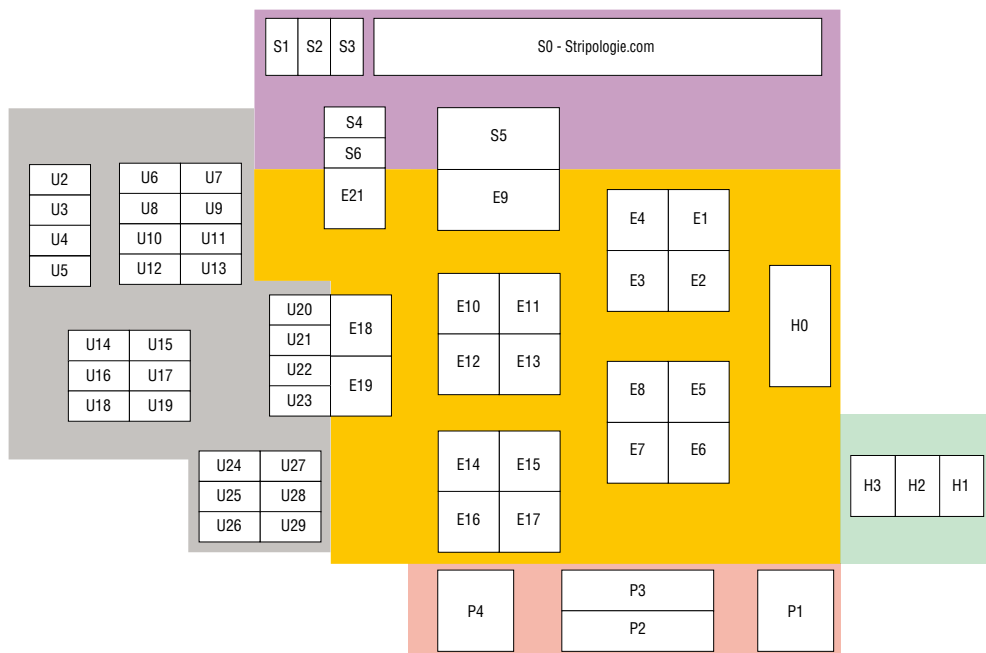 S1 S2 S3 S0 - Stripologie.com
S4
S5
S6
U2 U6 U7
E21 E9
U3 U8 U9
E4 E1
U4 U10 U11
U5 U12 U13
E3 E2
U20 E10 E11
E18 H0
U14 U15 U21
U16 U17 U22 E12 E13
E19
U18 U19 U23
E8 E5
U24 U27 E14 E15
E7 E6
U25 U28
H3 H2 H1
U26 U29 E16 E17
P3
P4 P1
P2